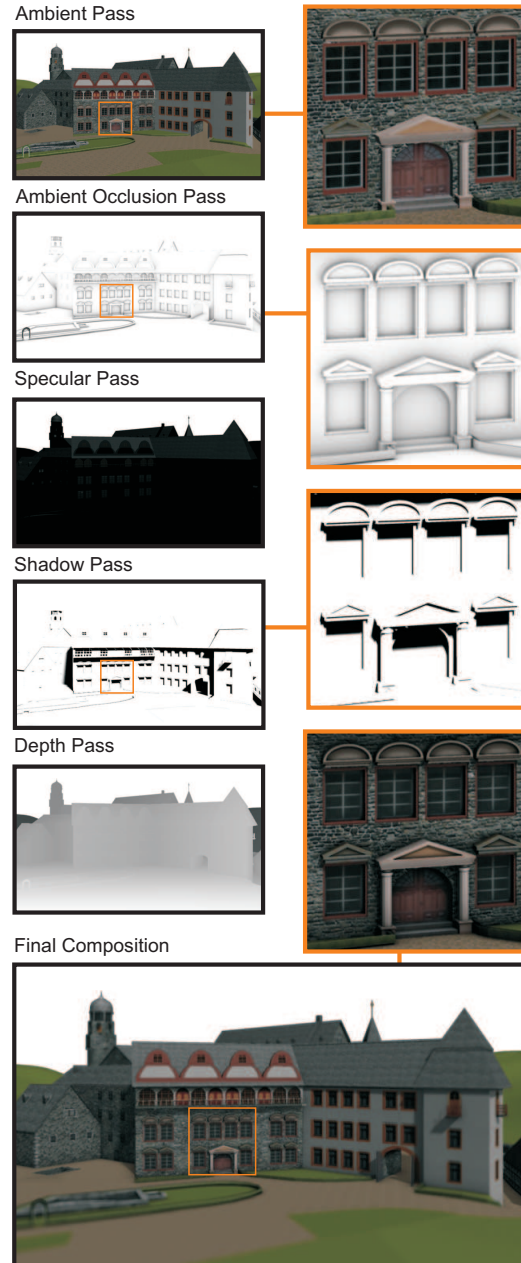 Ambient Pass
Ambient Occlusion Pass
Specular Pass
Shadow Pass
Depth Pass
Final Composition